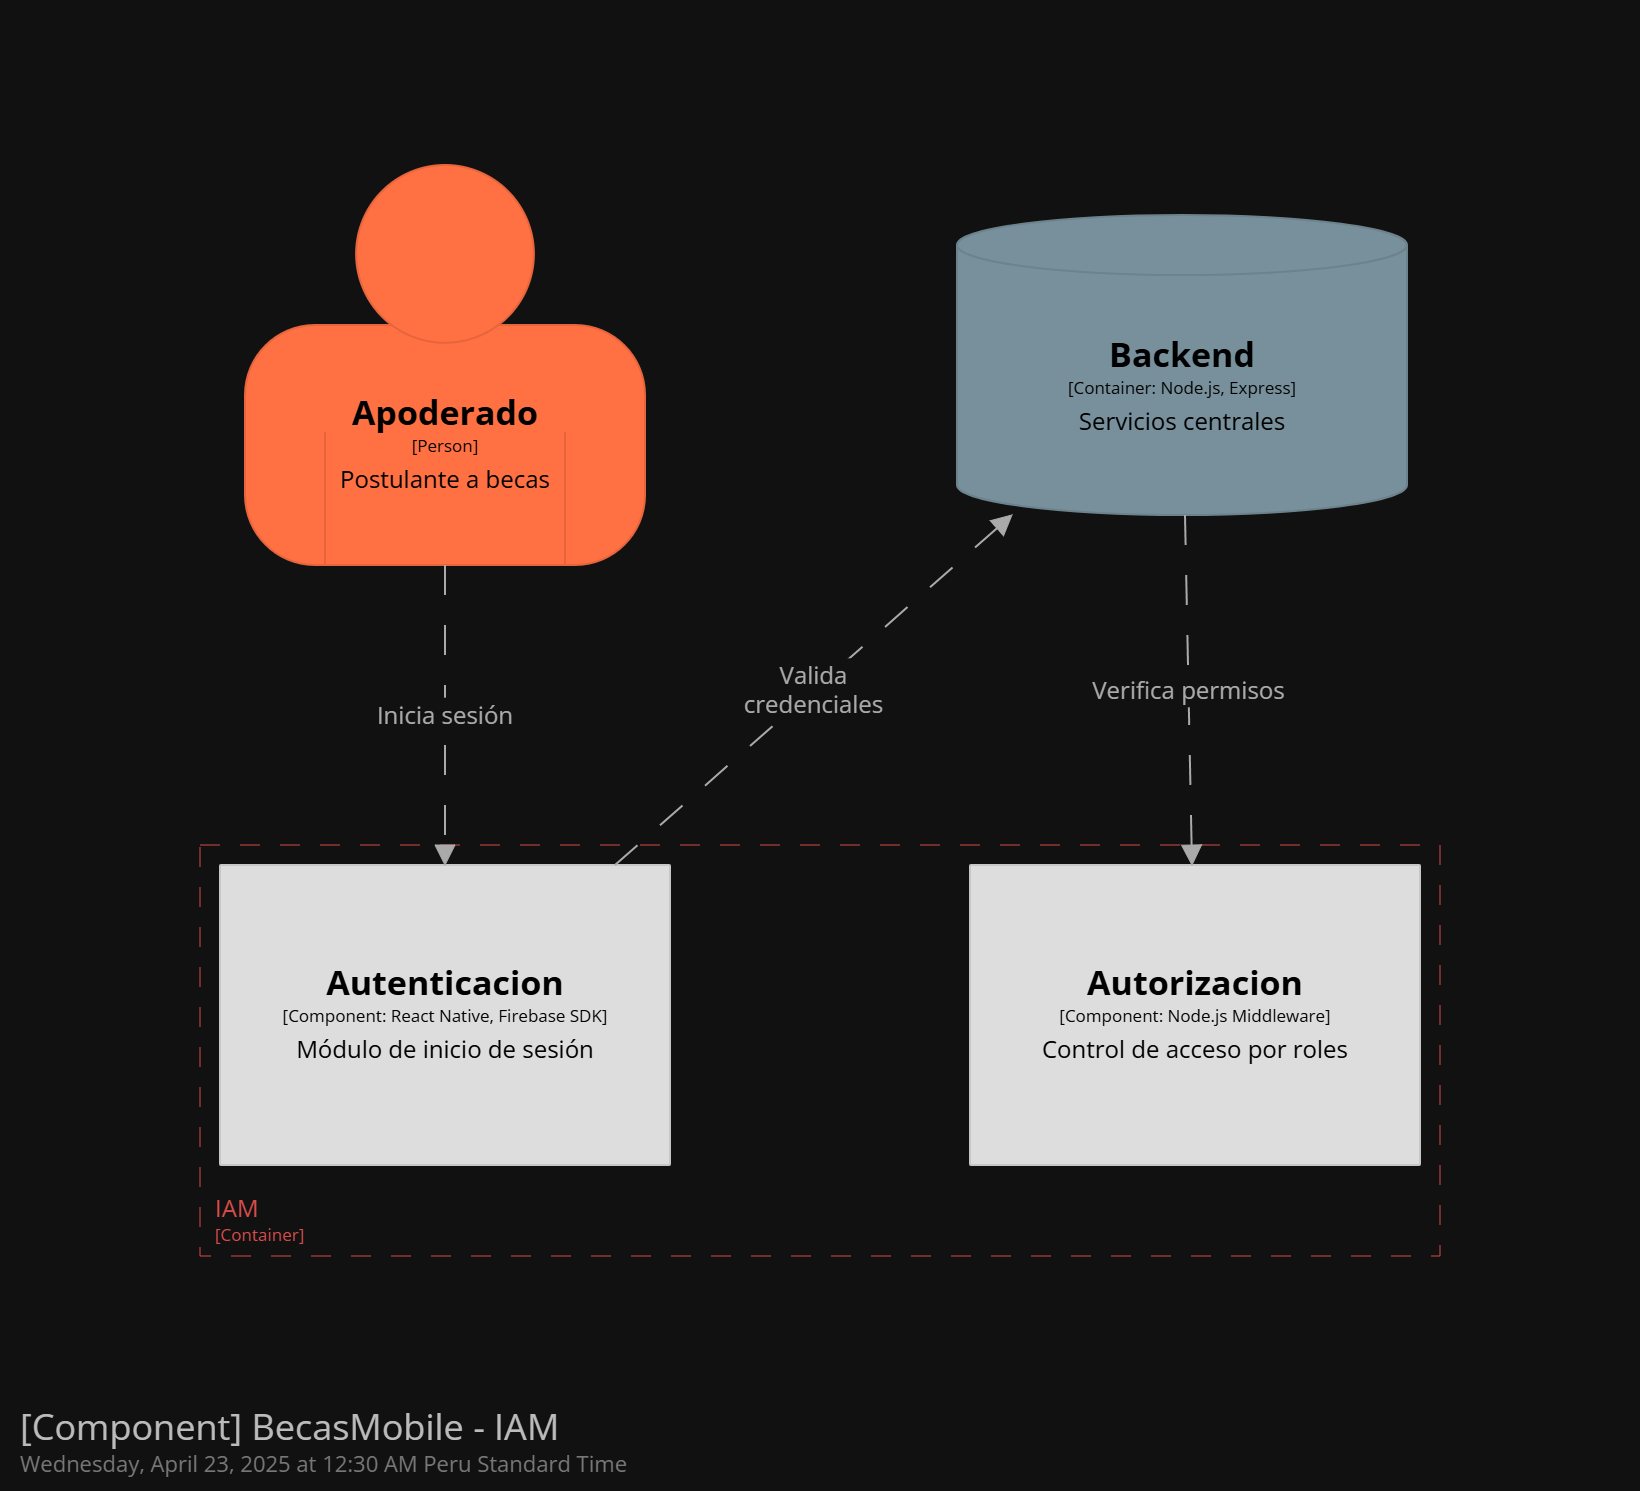 Apoderado
[Person]
Postulante a becas
Backend
[Container: Node.js, Express]
Servicios centrales
Inicia sesión
Valida
credenciales
Verifica permisos
Autenticacion
[Component: React Native, Firebase SDK]
Módulo de inicio de sesión
Autorizacion
[Component: Node.js Middleware]
Control de acceso por roles
IAM
[Container]
[Component] BecasMobile - IAM
Wednesday, April 23, 2025 at 12:30 AM Peru Standard Time